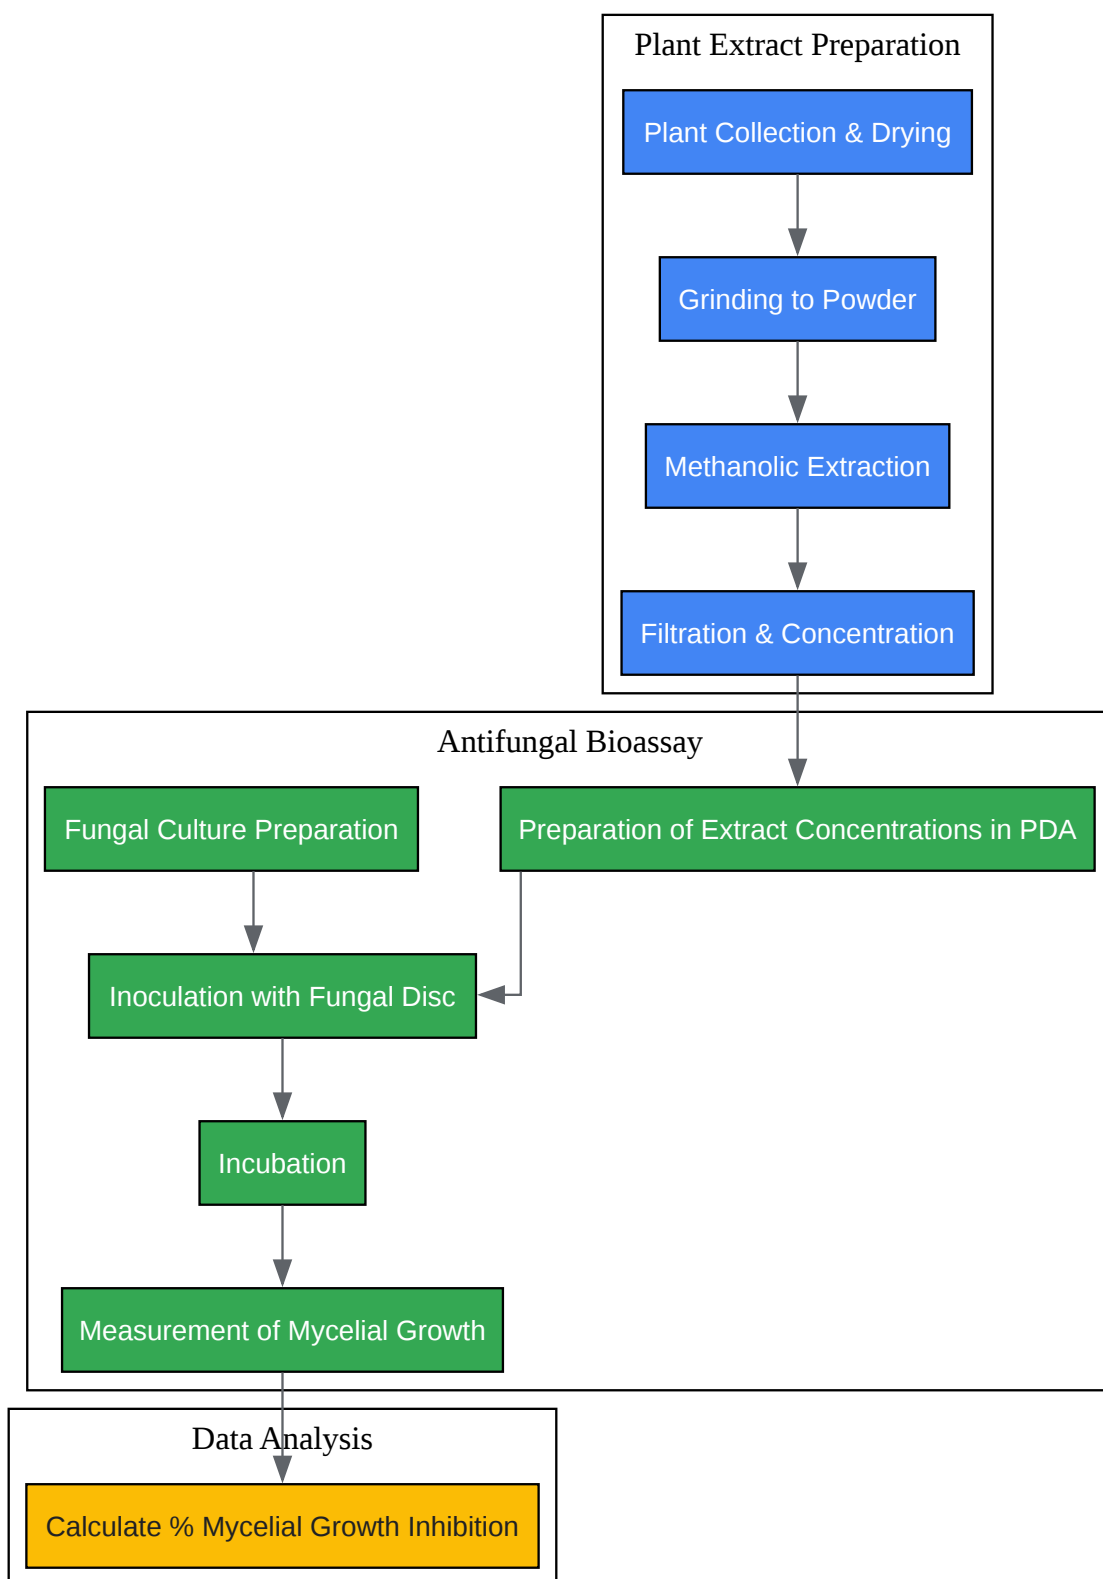 Plant Extract Preparation
Plant Collection & Drying
Grinding to Powder
Methanolic Extraction
Filtration & Concentration
Antifungal Bioassay
Fungal Culture Preparation
Preparation of Extract Concentrations in PDA
Inoculation with Fungal Disc
Incubation
Measurement of Mycelial Growth
Data Analysis
Calculate % Mycelial Growth Inhibition